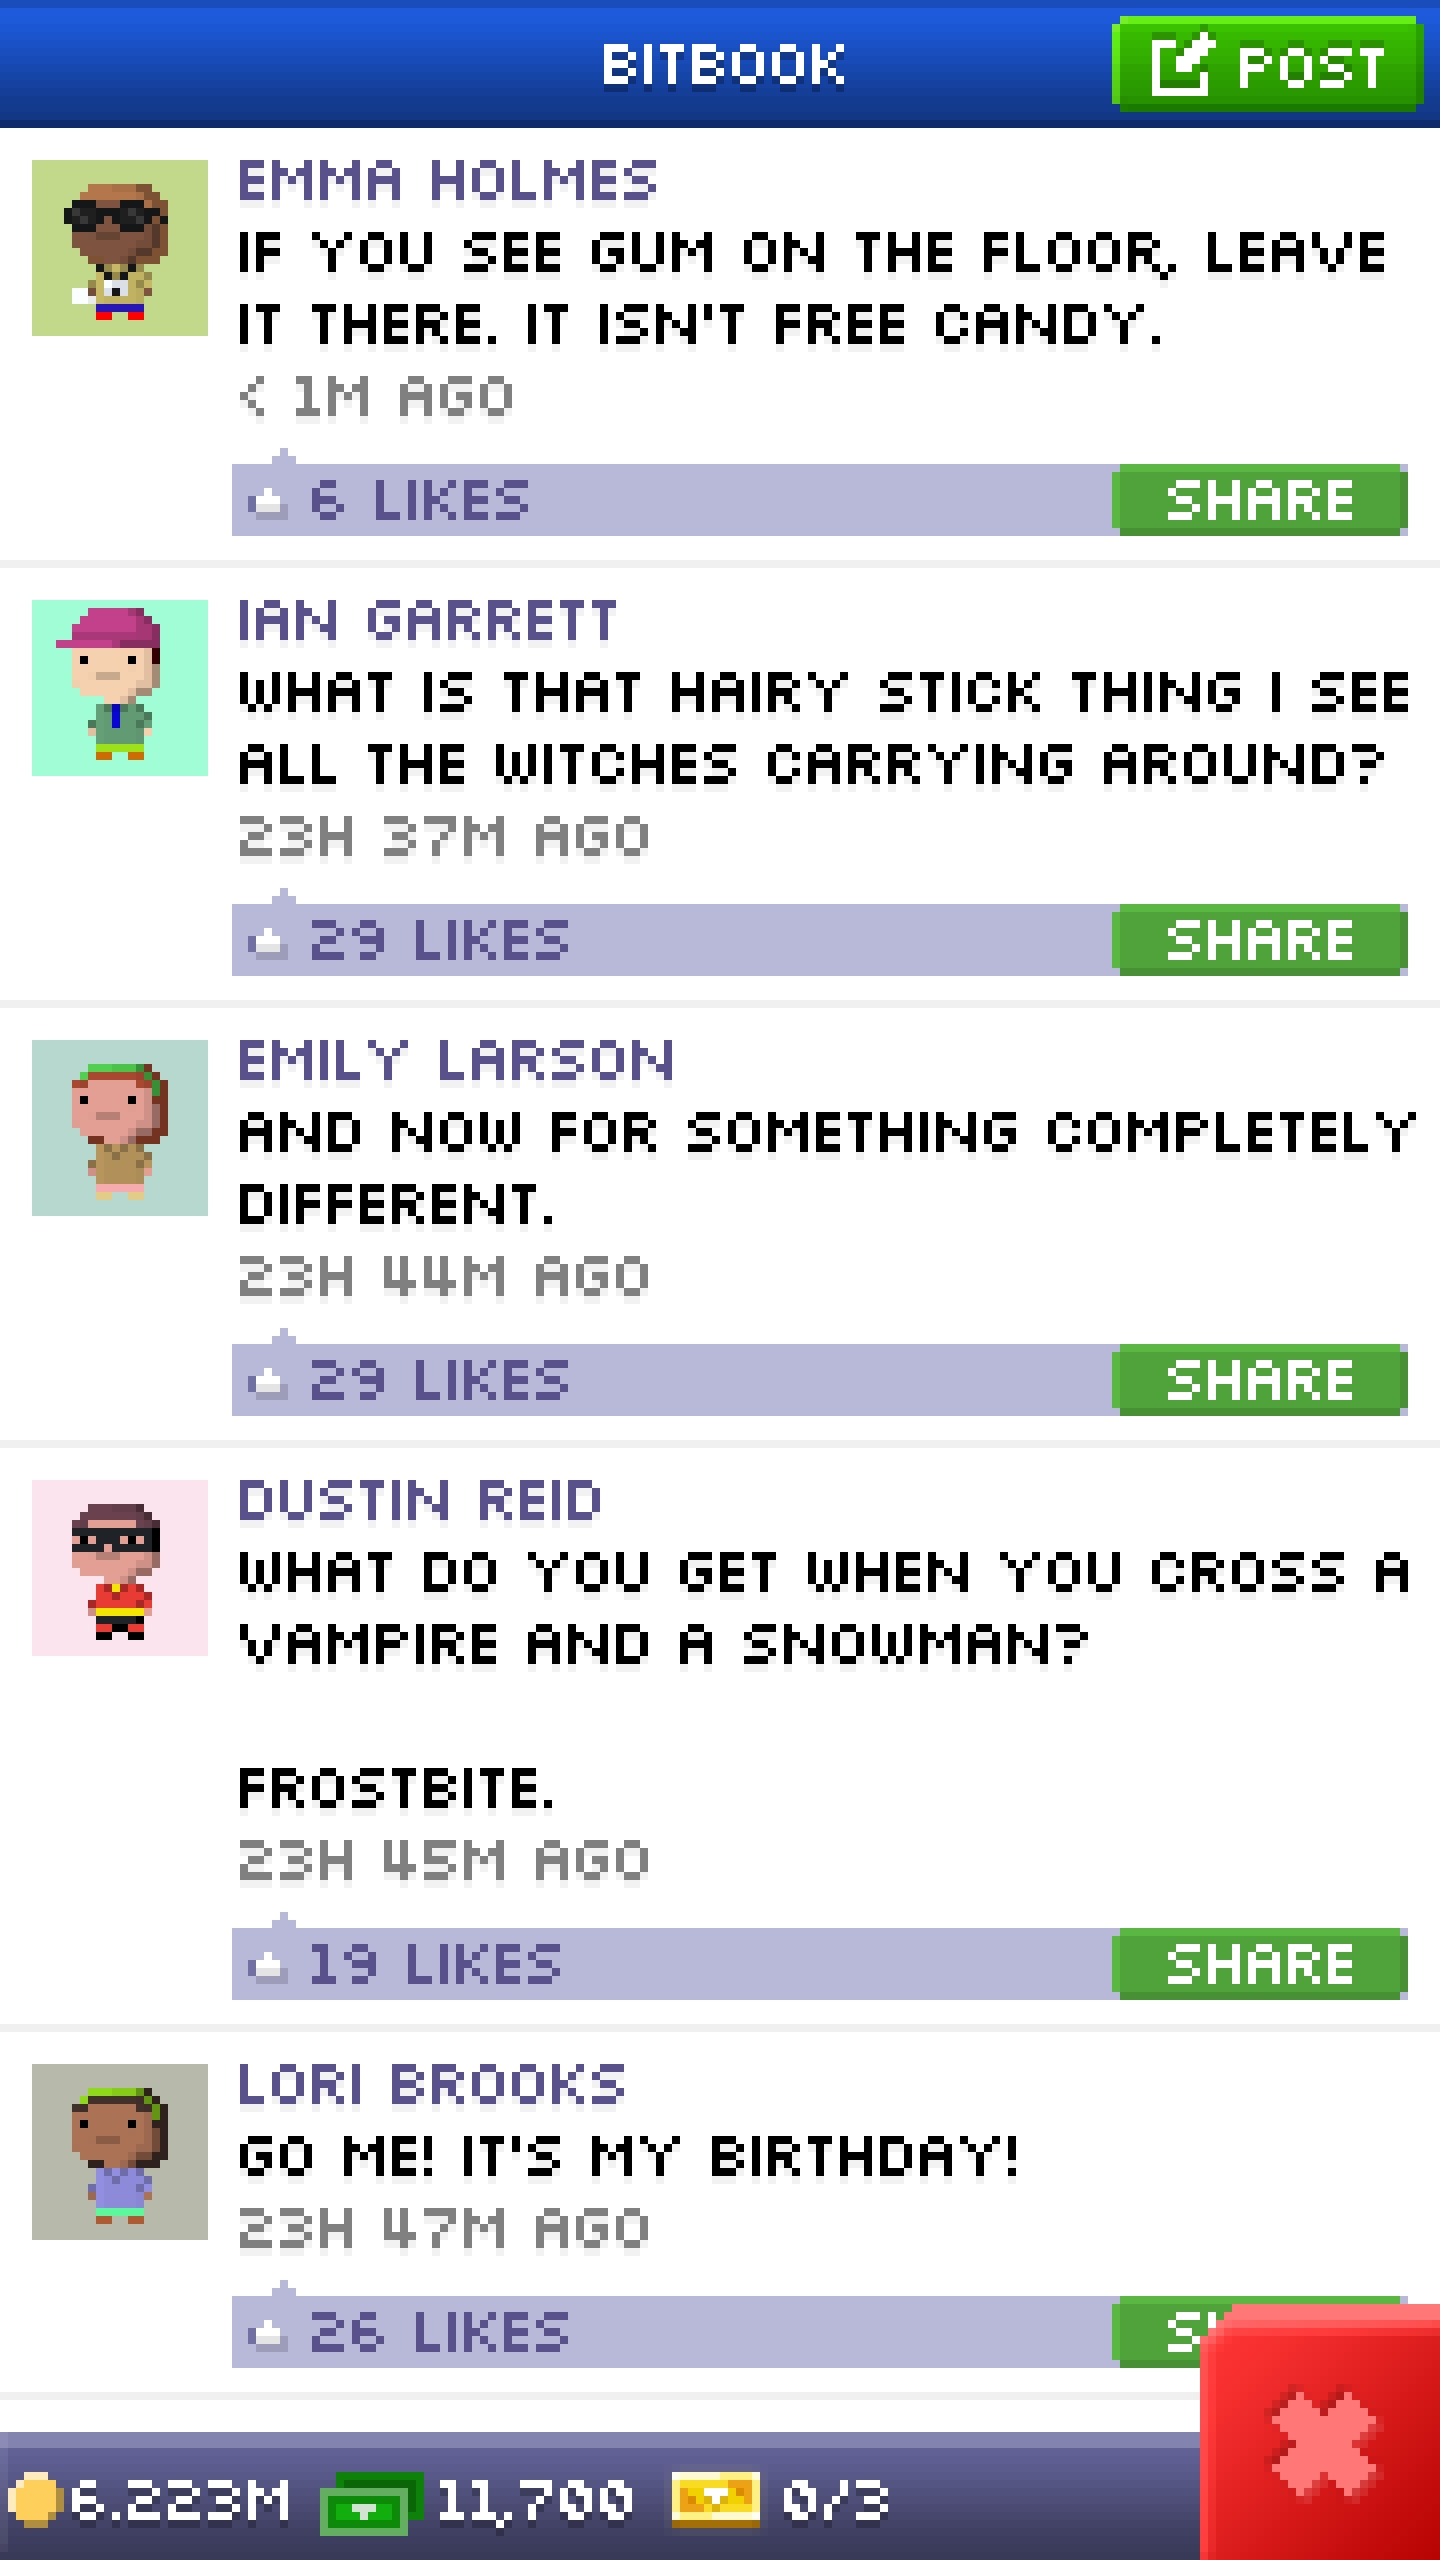 BITBOOK
POST
EMMA HOLMES
IF YOU SEE GUM ON THE FLOOR, LEAVE
IT THERE. IT ISN'T FREE CANDY.
< 1M AGO
6 LIKES
SHARE
IAN GARRETT
WHAT IS THAT HAIRY STICK THING I SEE
ALL THE WITCHES CARRYING AROUND?
23H 37M AGO
29 LIKES
SHARE
EMILY LARSON
AND NOW FOR SOMETHING COMPLETELY
DIFFERENT.
23H 44M AGO
29 LIKES
SHARE
DUSTIN REID
WHAT DO YOU GET WHEN YOU CROSS A
VAMPIRE AND A SNOWMAN?
FROSTBITE.
23H 45M AGO
19 LIKES
SHARE
LORI BROOKS
GO ME! IT'S MY BIRTHDAY!
23H 47M AGO
26 LIKES
6.223M
11,700
0/3